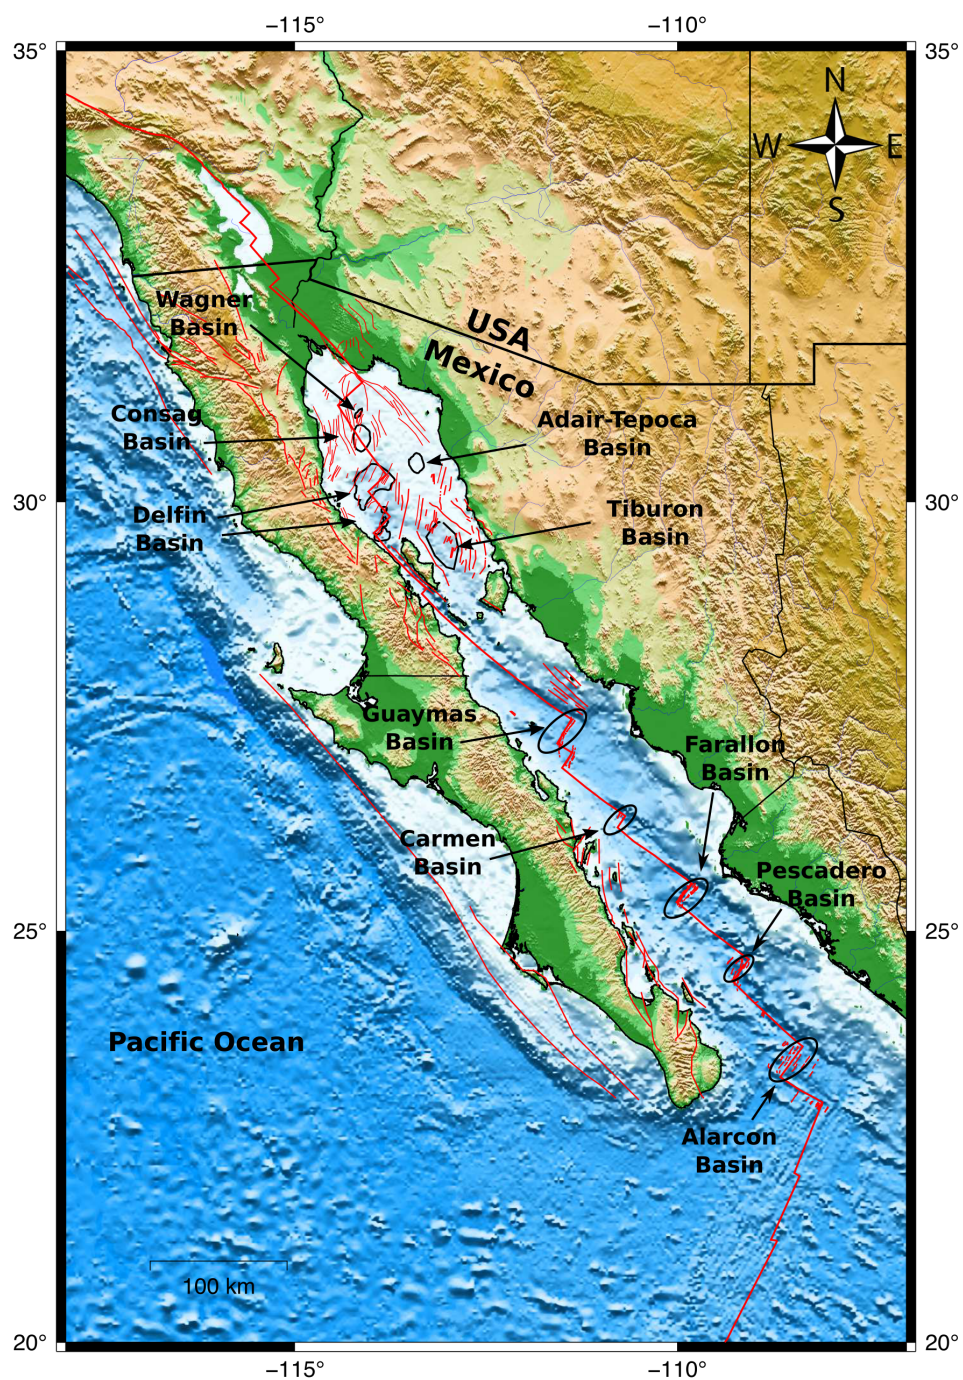 −115° −110°
35° 35°
N
W E
S
Wagner
Basin
USA
Mexico
Consag
Basin
Adair-Tepoca
Basin
30° 30°
Delfin
Basin
Tiburon
Basin
Guaymas
Basin
Farallon
Basin
Carmen
Basin
Pescadero
Basin
25° 25°
Pacific Ocean
Alarcon
Basin
100 km
20° 20°
−115° −110°